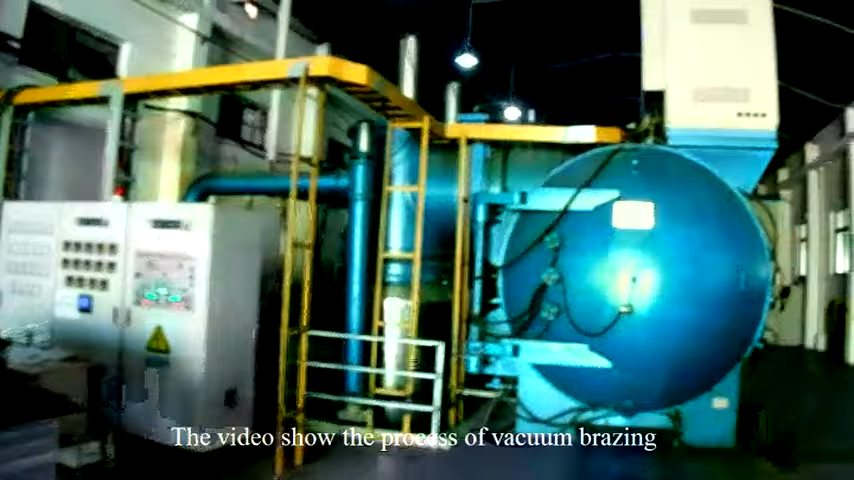 The video show the process of vacuum brazing